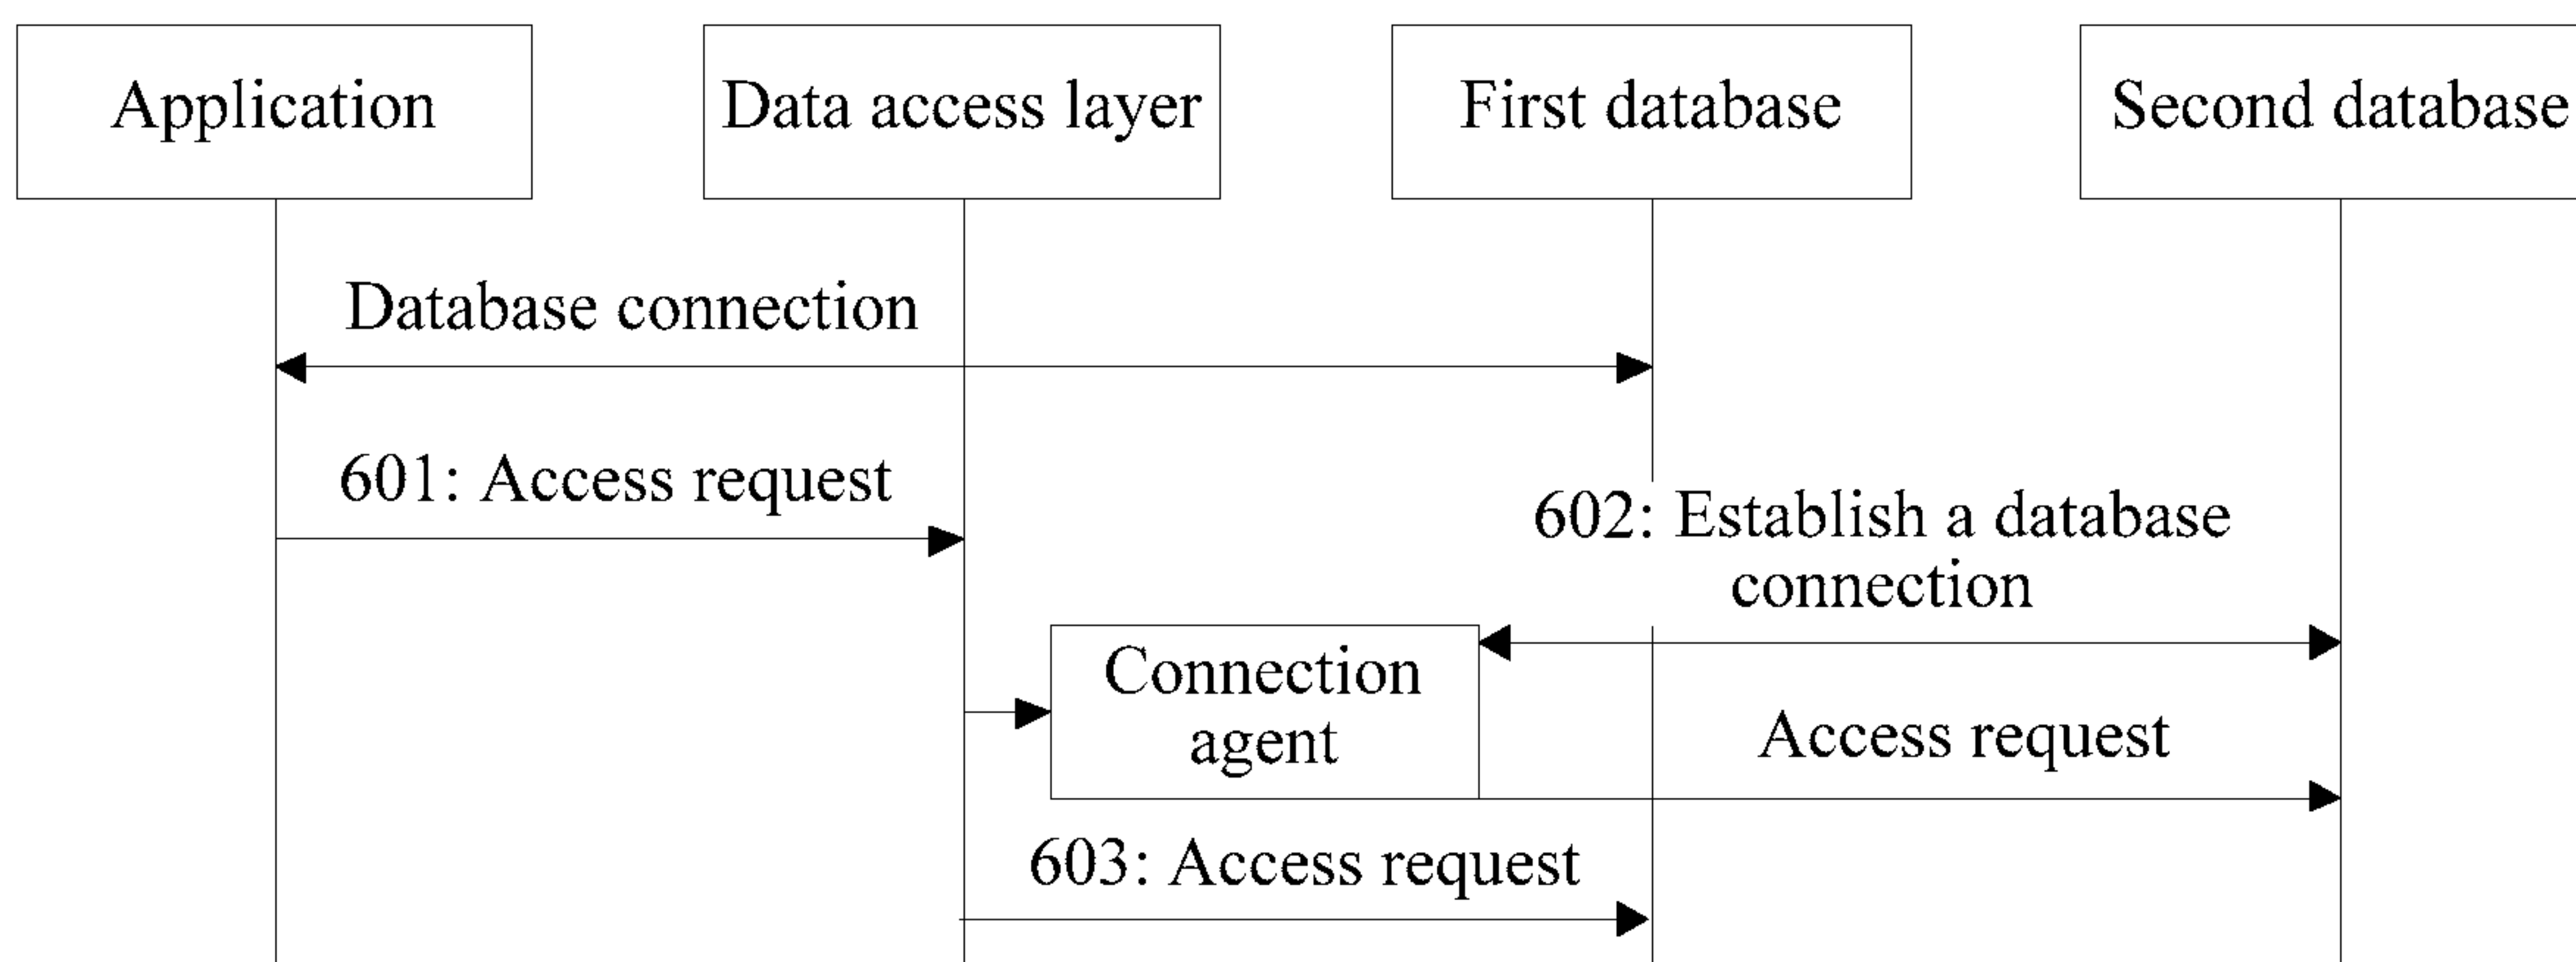 Application
Data access layer
First database
Second database
Database connection
601: Access request
602: Establish a database
connection
Connection
agent
Access request
603: Access request